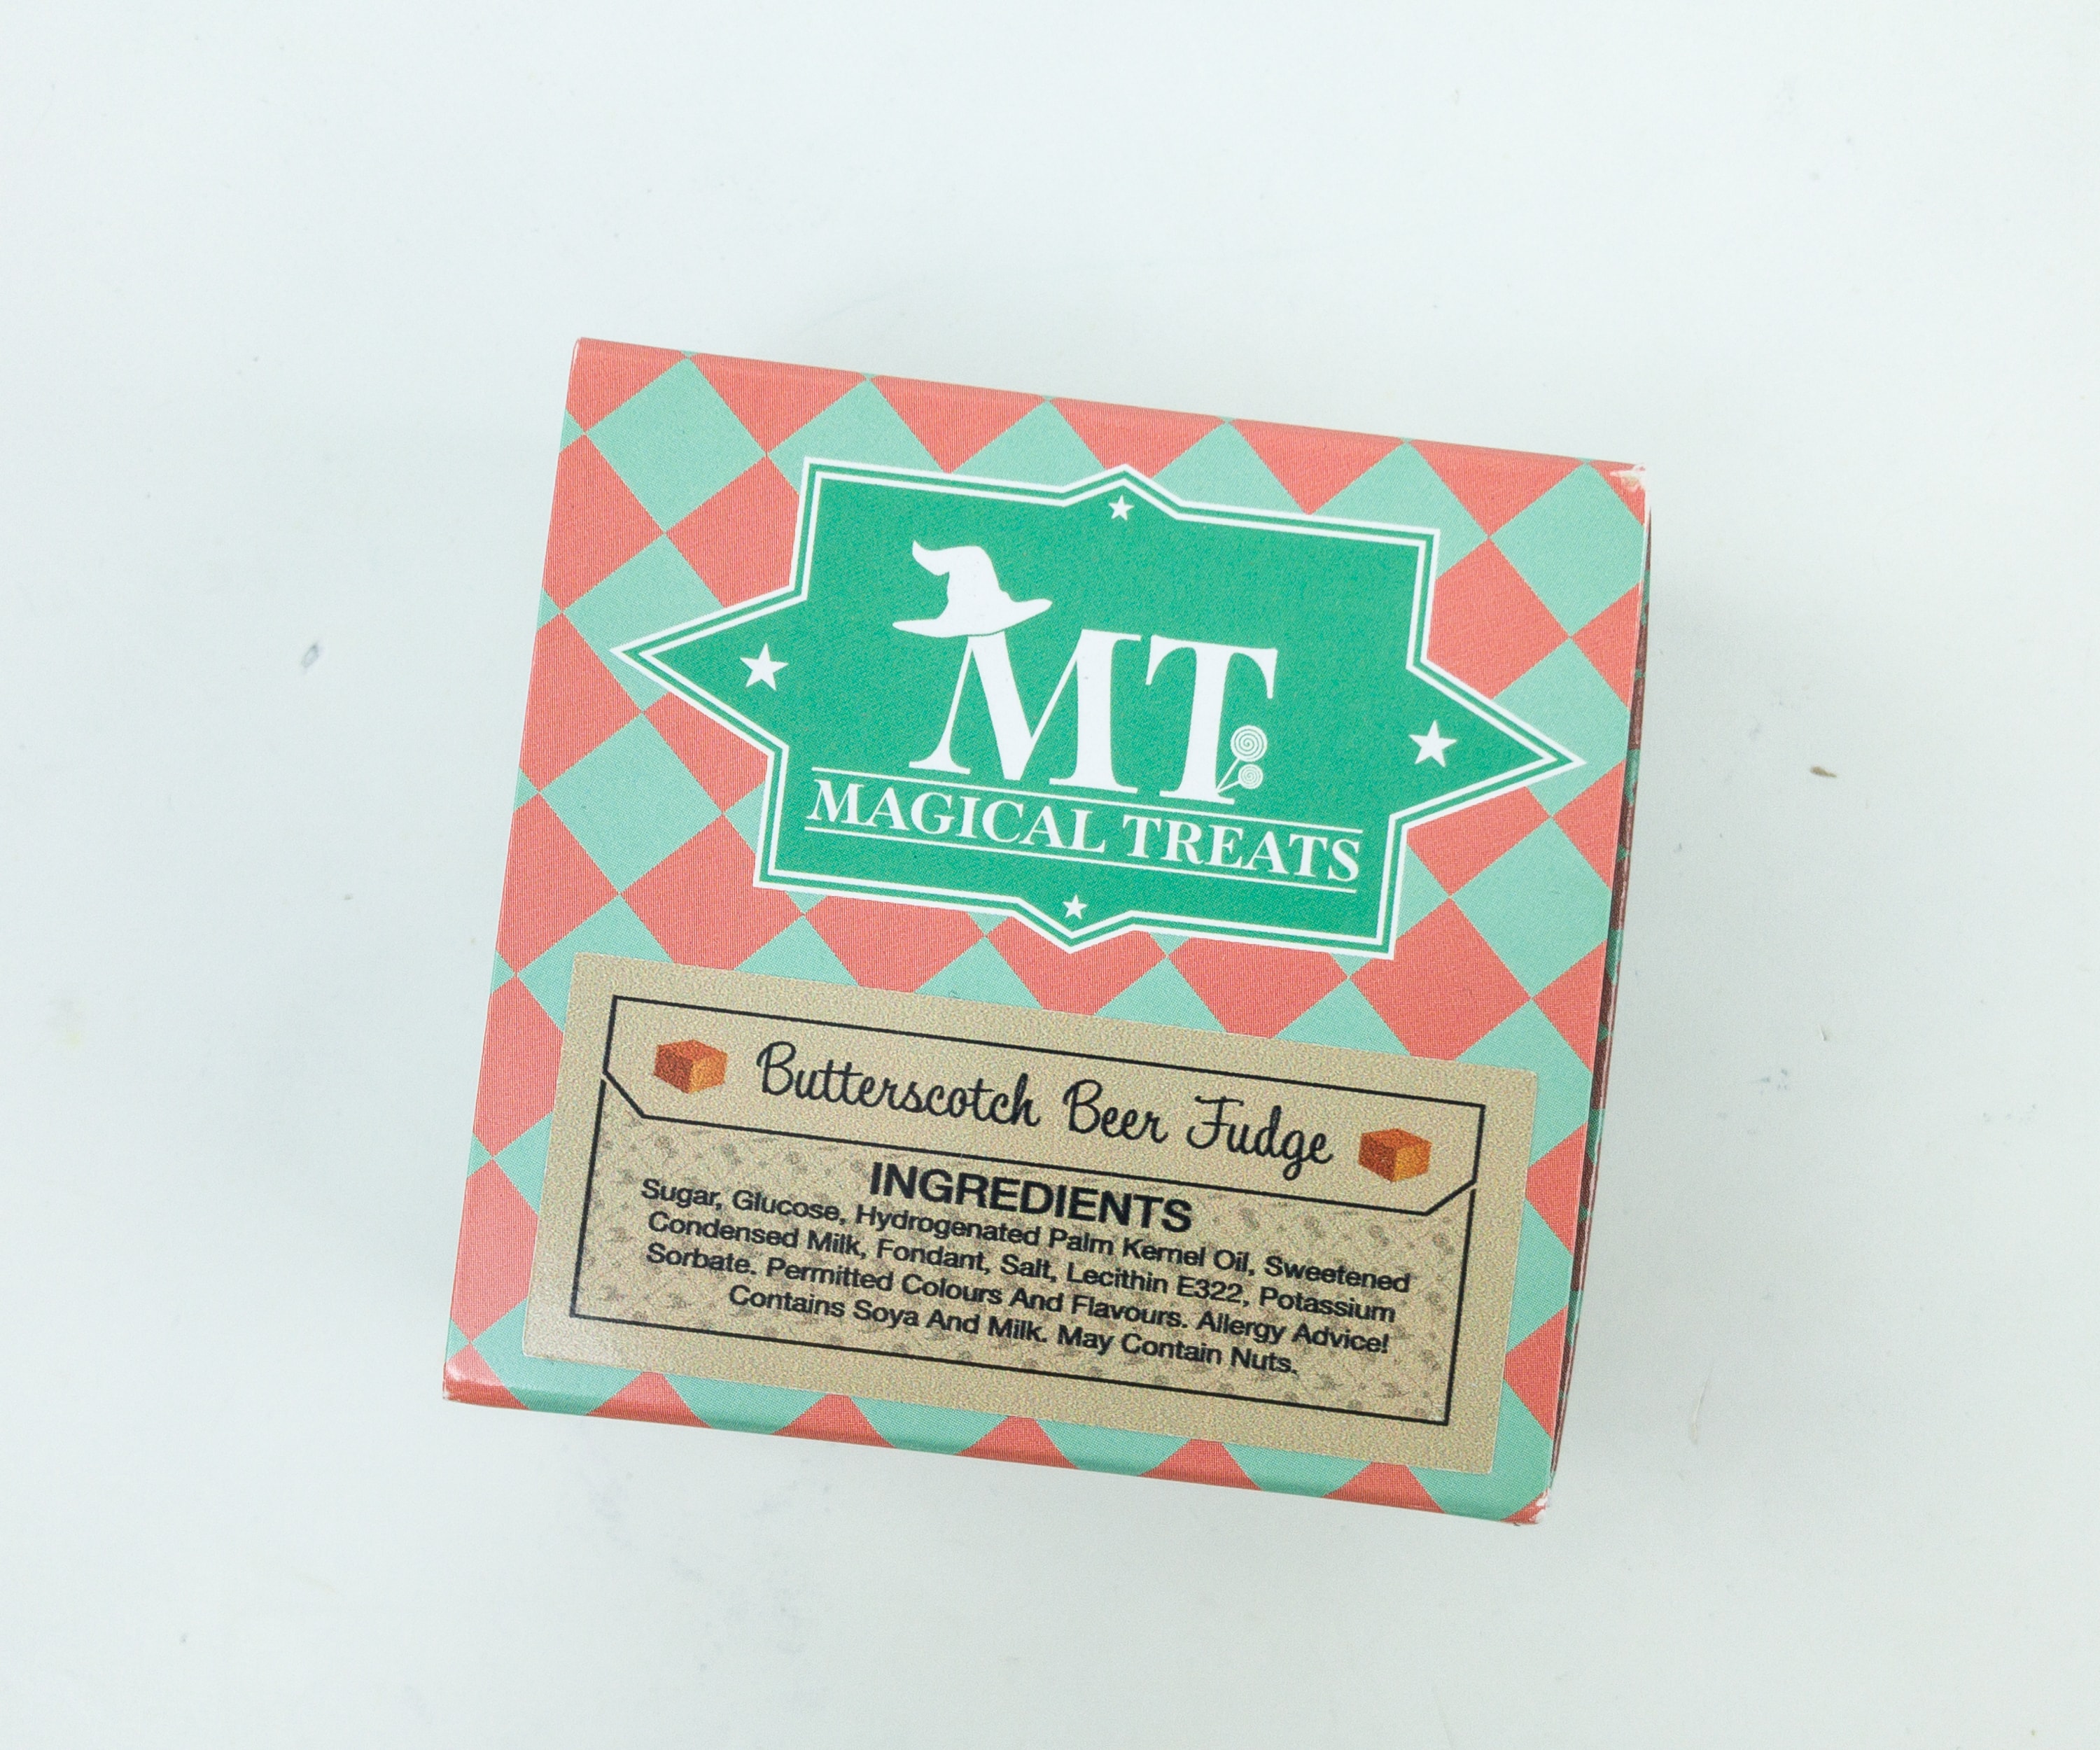 MT
MAGICAL TREATS
Butterscotch Beer Fudge
INGREDIENTS
Sugar, Glucose, Hydrogenated Palm Kernel Oil, Sweetened
Condensed Milk, Fondant, Salt, Lecithin E322, Potassium
Sorbate. Permitted Colours And Flavours. Allergy Advice!
Contains Soya And Milk. May Contain Nuts.